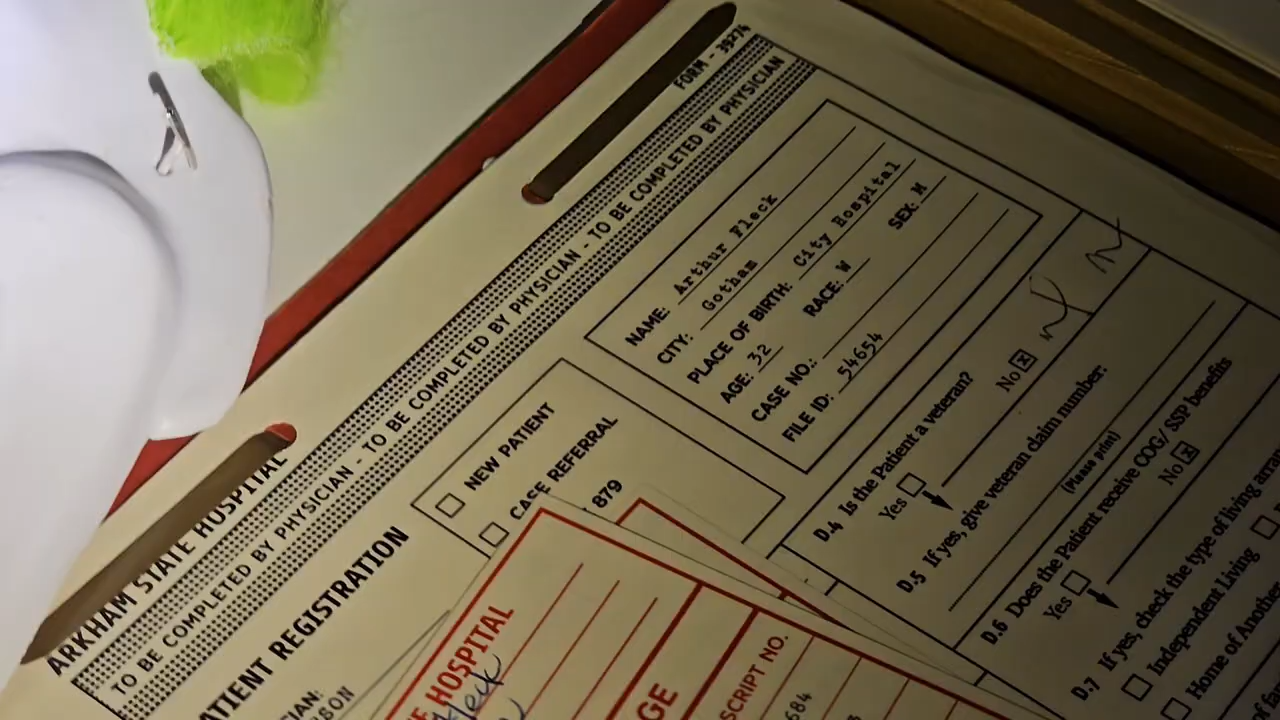 FORM - 39274
TO BE COMPLETED BY PHYSICIAN - TO BE COMPLETED BY PHYSICIAN - TO BE COMPLETED BY PHYSICIAN - TO BE COMPLETED BY PHYSICIAN
ARKHAM STATE HOSPITAL
NAME: Arthur Fleck
CITY: Gotham
PLACE OF BIRTH: City Hospital
AGE: 32 RACE: W SEX: M
CASE NO.:
FILE ID: 54654
NEW PATIENT
CASE REFERRAL
879
PATIENT REGISTRATION
D.4 Is the Patient a veteran?
Yes No
D.5 If yes, give veteran claim number:
(Please print)
D.6 Does the Patient receive COG/ SSP benefits
Yes No
D.7 If yes, check the type of living
Independent Living
Home of Another
HOSPITAL
SCRIPT NO.
684